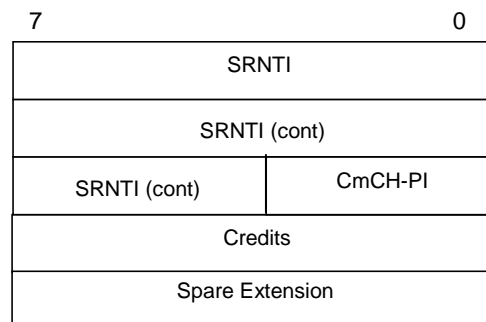 7 0
SRNTI
SRNTI (cont)
SRNTI (cont) CmCH-PI
Credits
Spare Extension